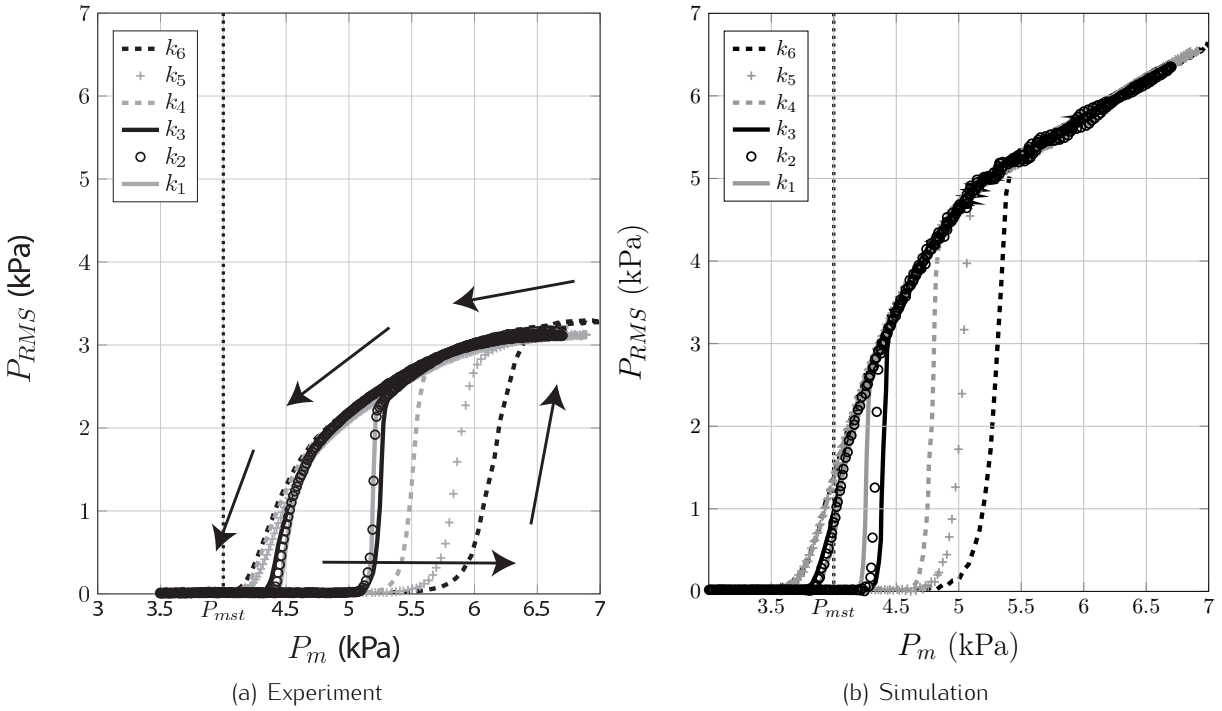 7
6
5
4
3
2
1
0
P_RMS (kPa)
k6
k5
k4
k3
k2
k1
3 P_mst 4.5 5 5.5 6 6.5 7
P_m (kPa)
(a) Experiment
7
6
5
4
3
2
1
0
P_RMS (kPa)
k6
k5
k4
k3
k2
k1
3.5 P_mst 4.5 5 5.5 6 6.5 7
P_m (kPa)
(b) Simulation